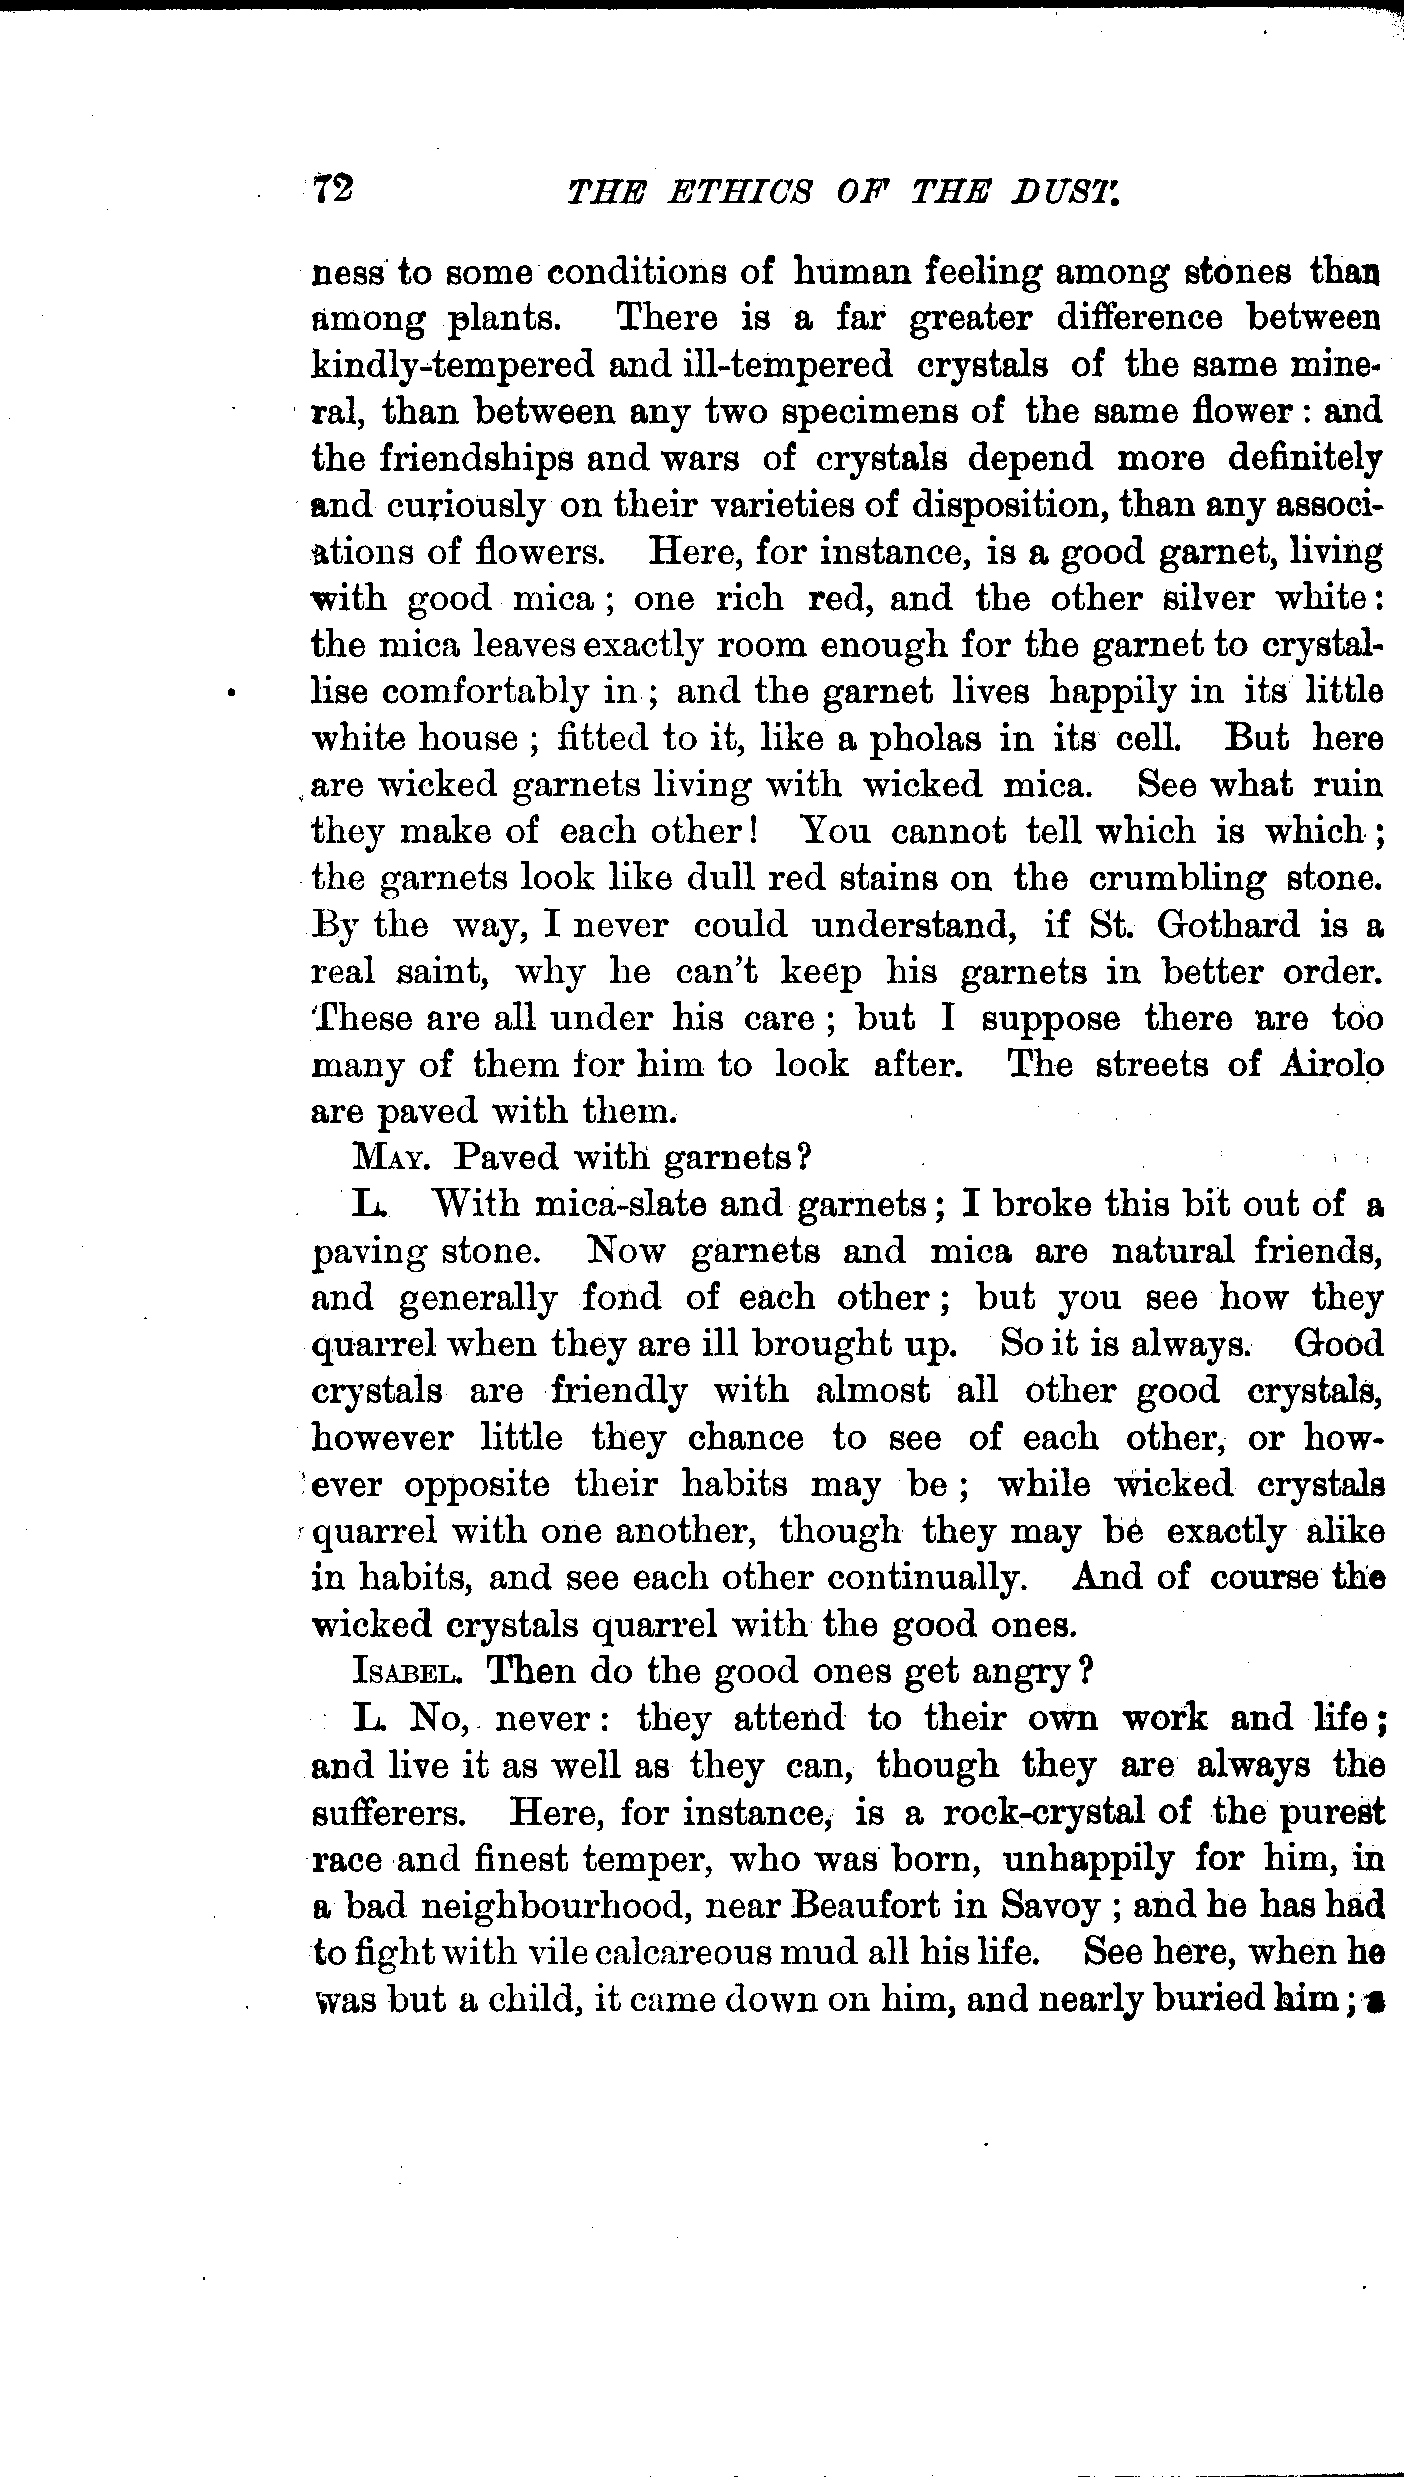 72 THE ETHICS OF THE DUST.
ness to some conditions of human feeling among stones than
among plants. There is a far greater difference between
kindly-tempered and ill-tempered crystals of the same mine-
ral, than between any two specimens of the same flower: and
the friendships and wars of crystals depend more definitely
and curiously on their varieties of disposition, than any associ-
ations of flowers. Here, for instance, is a good garnet, living
with good mica; one rich red, and the other silver white:
the mica leaves exactly room enough for the garnet to crystal-
lise comfortably in; and the garnet lives happily in its little
white house; fitted to it, like a pholas in its cell. But here
are wicked garnets living with wicked mica. See what ruin
they make of each other! You cannot tell which is which;
the garnets look like dull red stains on the crumbling stone.
By the way, I never could understand, if St. Gothard is a
real saint, why he can't keep his garnets in better order.
These are all under his care; but I suppose there are too
many of them for him to look after. The streets of Airolo
are paved with them.
MAY. Paved with garnets?
L. With mica-slate and garnets; I broke this bit out of a
paving stone. Now garnets and mica are natural friends,
and generally fond of each other; but you see how they
quarrel when they are ill brought up. So it is always. Good
crystals are friendly with almost all other good crystals,
however little they chance to see of each other, or how-
ever opposite their habits may be; while wicked crystals
quarrel with one another, though they may be exactly alike
in habits, and see each other continually. And of course the
wicked crystals quarrel with the good ones.
ISABEL. Then do the good ones get angry?
L. No, never: they attend to their own work and life;
and live it as well as they can, though they are always the
sufferers. Here, for instance, is a rock-crystal of the purest
race and finest temper, who was born, unhappily for him, in
a bad neighbourhood, near Beaufort in Savoy; and he has had
to fight with vile calcareous mud all his life. See here, when he
was but a child, it came down on him, and nearly buried him; a